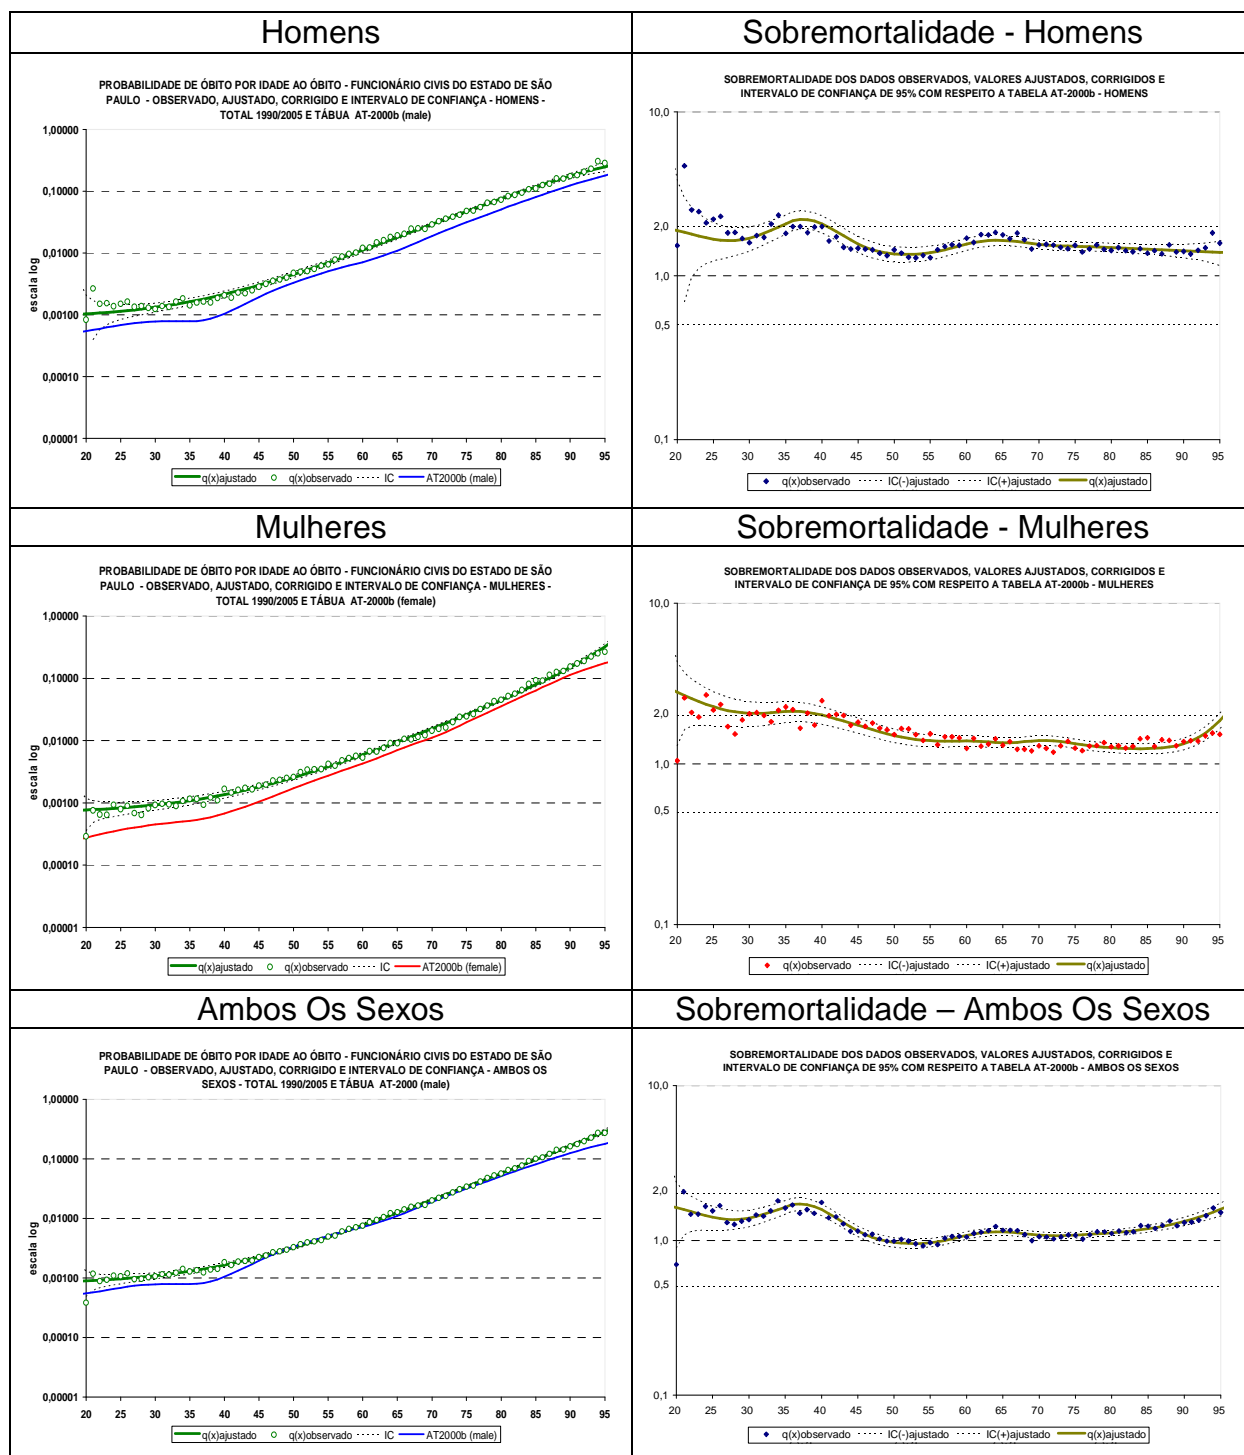 Homens
Sobremortalidade - Homens
PROBABILIDADE DE ÓBITO POR IDADE AO ÓBITO - FUNCIONÁRIO CIVIS DO ESTADO DE SÃO
PAULO - OBSERVADO, AJUSTADO, CORRIGIDO E INTERVALO DE CONFIANÇA - HOMENS -
TOTAL 1990/2005 E TÁBUA AT-2000b (male)
1,00000
0,10000
0,01000
0,00100
0,00010
0,00001
escala log
20 25 30 35 40 45 50 55 60 65 70 75 80 85 90 95
q(x)ajustado q(x)observado IC AT2000b (male)
SOBREMORTALIDADE DOS DADOS OBSERVADOS, VALORES AJUSTADOS, CORRIGIDOS E
INTERVALO DE CONFIANÇA DE 95% COM RESPEITO A TABELA AT-2000b - HOMENS
10,0
2,0
1,0
0,5
0,1
20 25 30 35 40 45 50 55 60 65 70 75 80 85 90 95
q(x)observado IC(-)ajustado IC(+)ajustado q(x)ajustado
Mulheres
Sobremortalidade - Mulheres
PROBABILIDADE DE ÓBITO POR IDADE AO ÓBITO - FUNCIONÁRIO CIVIS DO ESTADO DE SÃO
PAULO - OBSERVADO, AJUSTADO, CORRIGIDO E INTERVALO DE CONFIANÇA - MULHERES -
TOTAL 1990/2005 E TÁBUA AT-2000b (female)
1,00000
0,10000
0,01000
0,00100
0,00010
0,00001
escala log
20 25 30 35 40 45 50 55 60 65 70 75 80 85 90 95
q(x)ajustado q(x)observado IC AT2000b (female)
SOBREMORTALIDADE DOS DADOS OBSERVADOS, VALORES AJUSTADOS, CORRIGIDOS E
INTERVALO DE CONFIANÇA DE 95% COM RESPEITO A TABELA AT-2000b - MULHERES
10,0
2,0
1,0
0,5
0,1
20 25 30 35 40 45 50 55 60 65 70 75 80 85 90 95
q(x)observado IC(-)ajustado IC(+)ajustado q(x)ajustado
Ambos Os Sexos
Sobremortalidade – Ambos Os Sexos
PROBABILIDADE DE ÓBITO POR IDADE AO ÓBITO - FUNCIONÁRIO CIVIS DO ESTADO DE SÃO
PAULO - OBSERVADO, AJUSTADO, CORRIGIDO E INTERVALO DE CONFIANÇA - AMBOS OS
SEXOS - TOTAL 1990/2005 E TÁBUA AT-2000 (male)
1,00000
0,10000
0,01000
0,00100
0,00010
0,00001
escala log
20 25 30 35 40 45 50 55 60 65 70 75 80 85 90 95
q(x)ajustado q(x)observado IC AT2000b (male)
SOBREMORTALIDADE DOS DADOS OBSERVADOS, VALORES AJUSTADOS, CORRIGIDOS E
INTERVALO DE CONFIANÇA DE 95% COM RESPEITO A TABELA AT-2000b - AMBOS OS SEXOS
10,0
2,0
1,0
0,5
0,1
20 25 30 35 40 45 50 55 60 65 70 75 80 85 90 95
q(x)observado IC(-)ajustado IC(+)ajustado q(x)ajustado